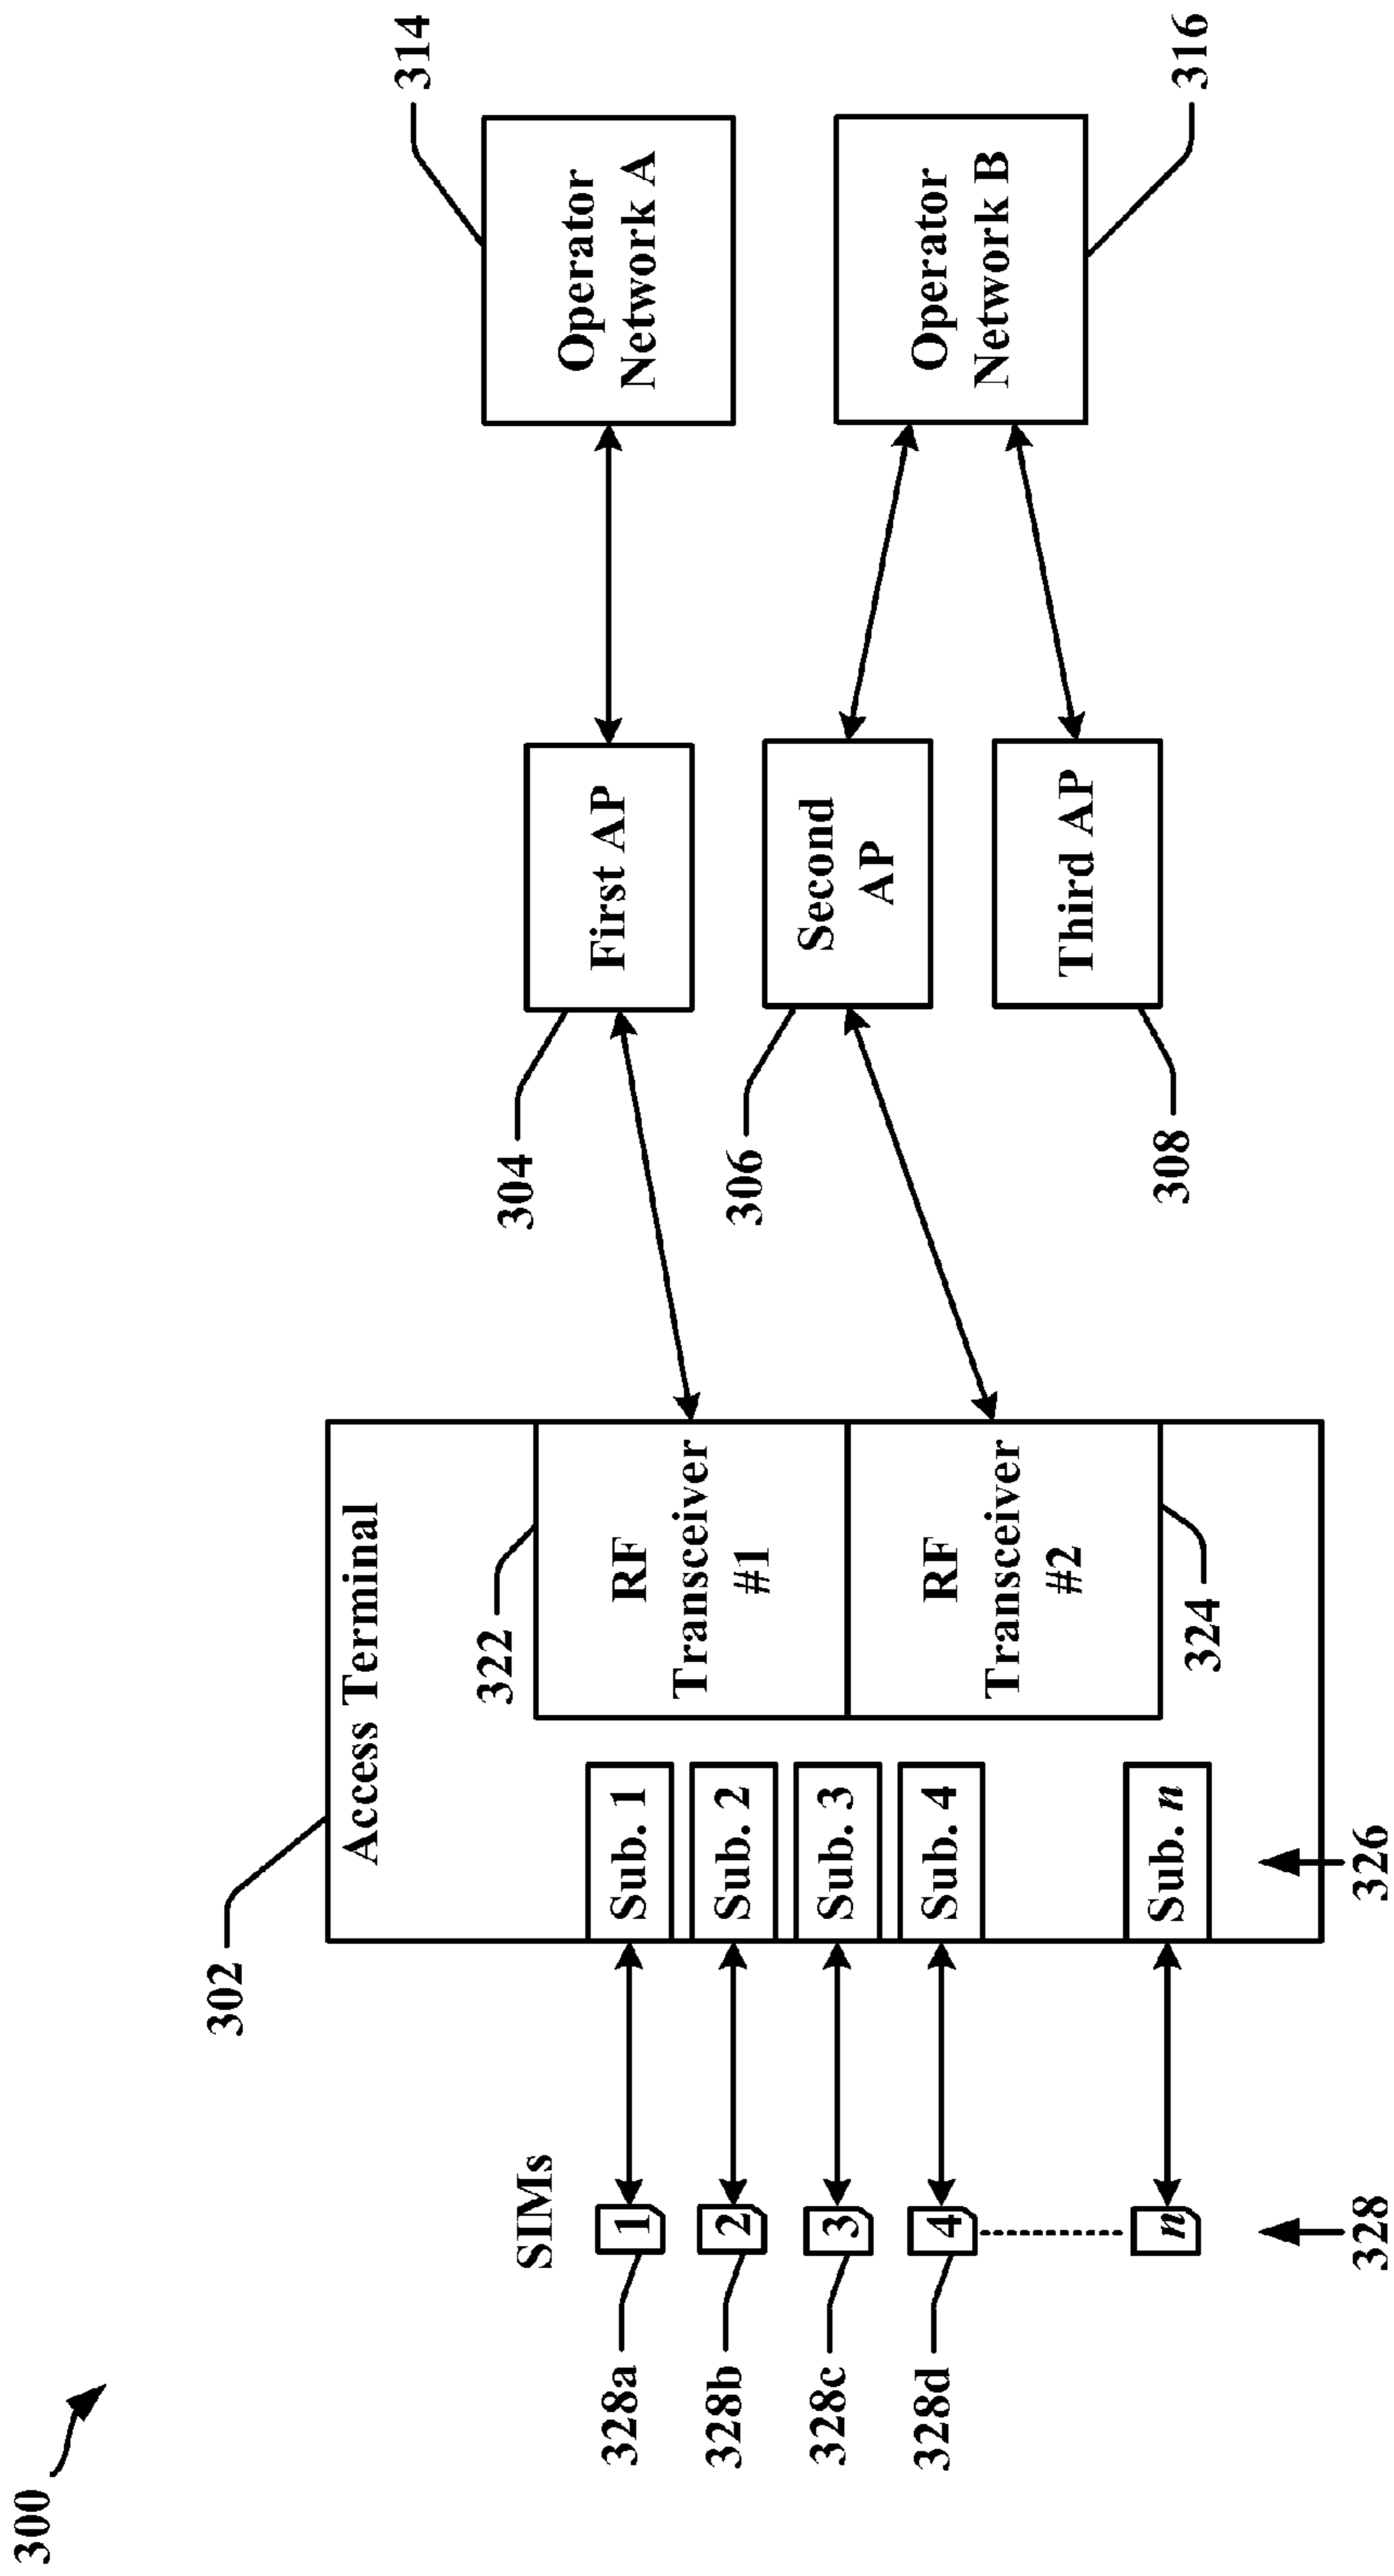 300
SIMs
328a
1
328b
2
328c
3
328d
4
n
328
302
Access Terminal
Sub. 1
Sub. 2
Sub. 3
Sub. 4
Sub. n
326
322
RF
Transceiver
#1
RF
Transceiver
#2
324
304
First AP
306
Second
AP
308
Third AP
314
Operator
Network A
Operator
Network B
316